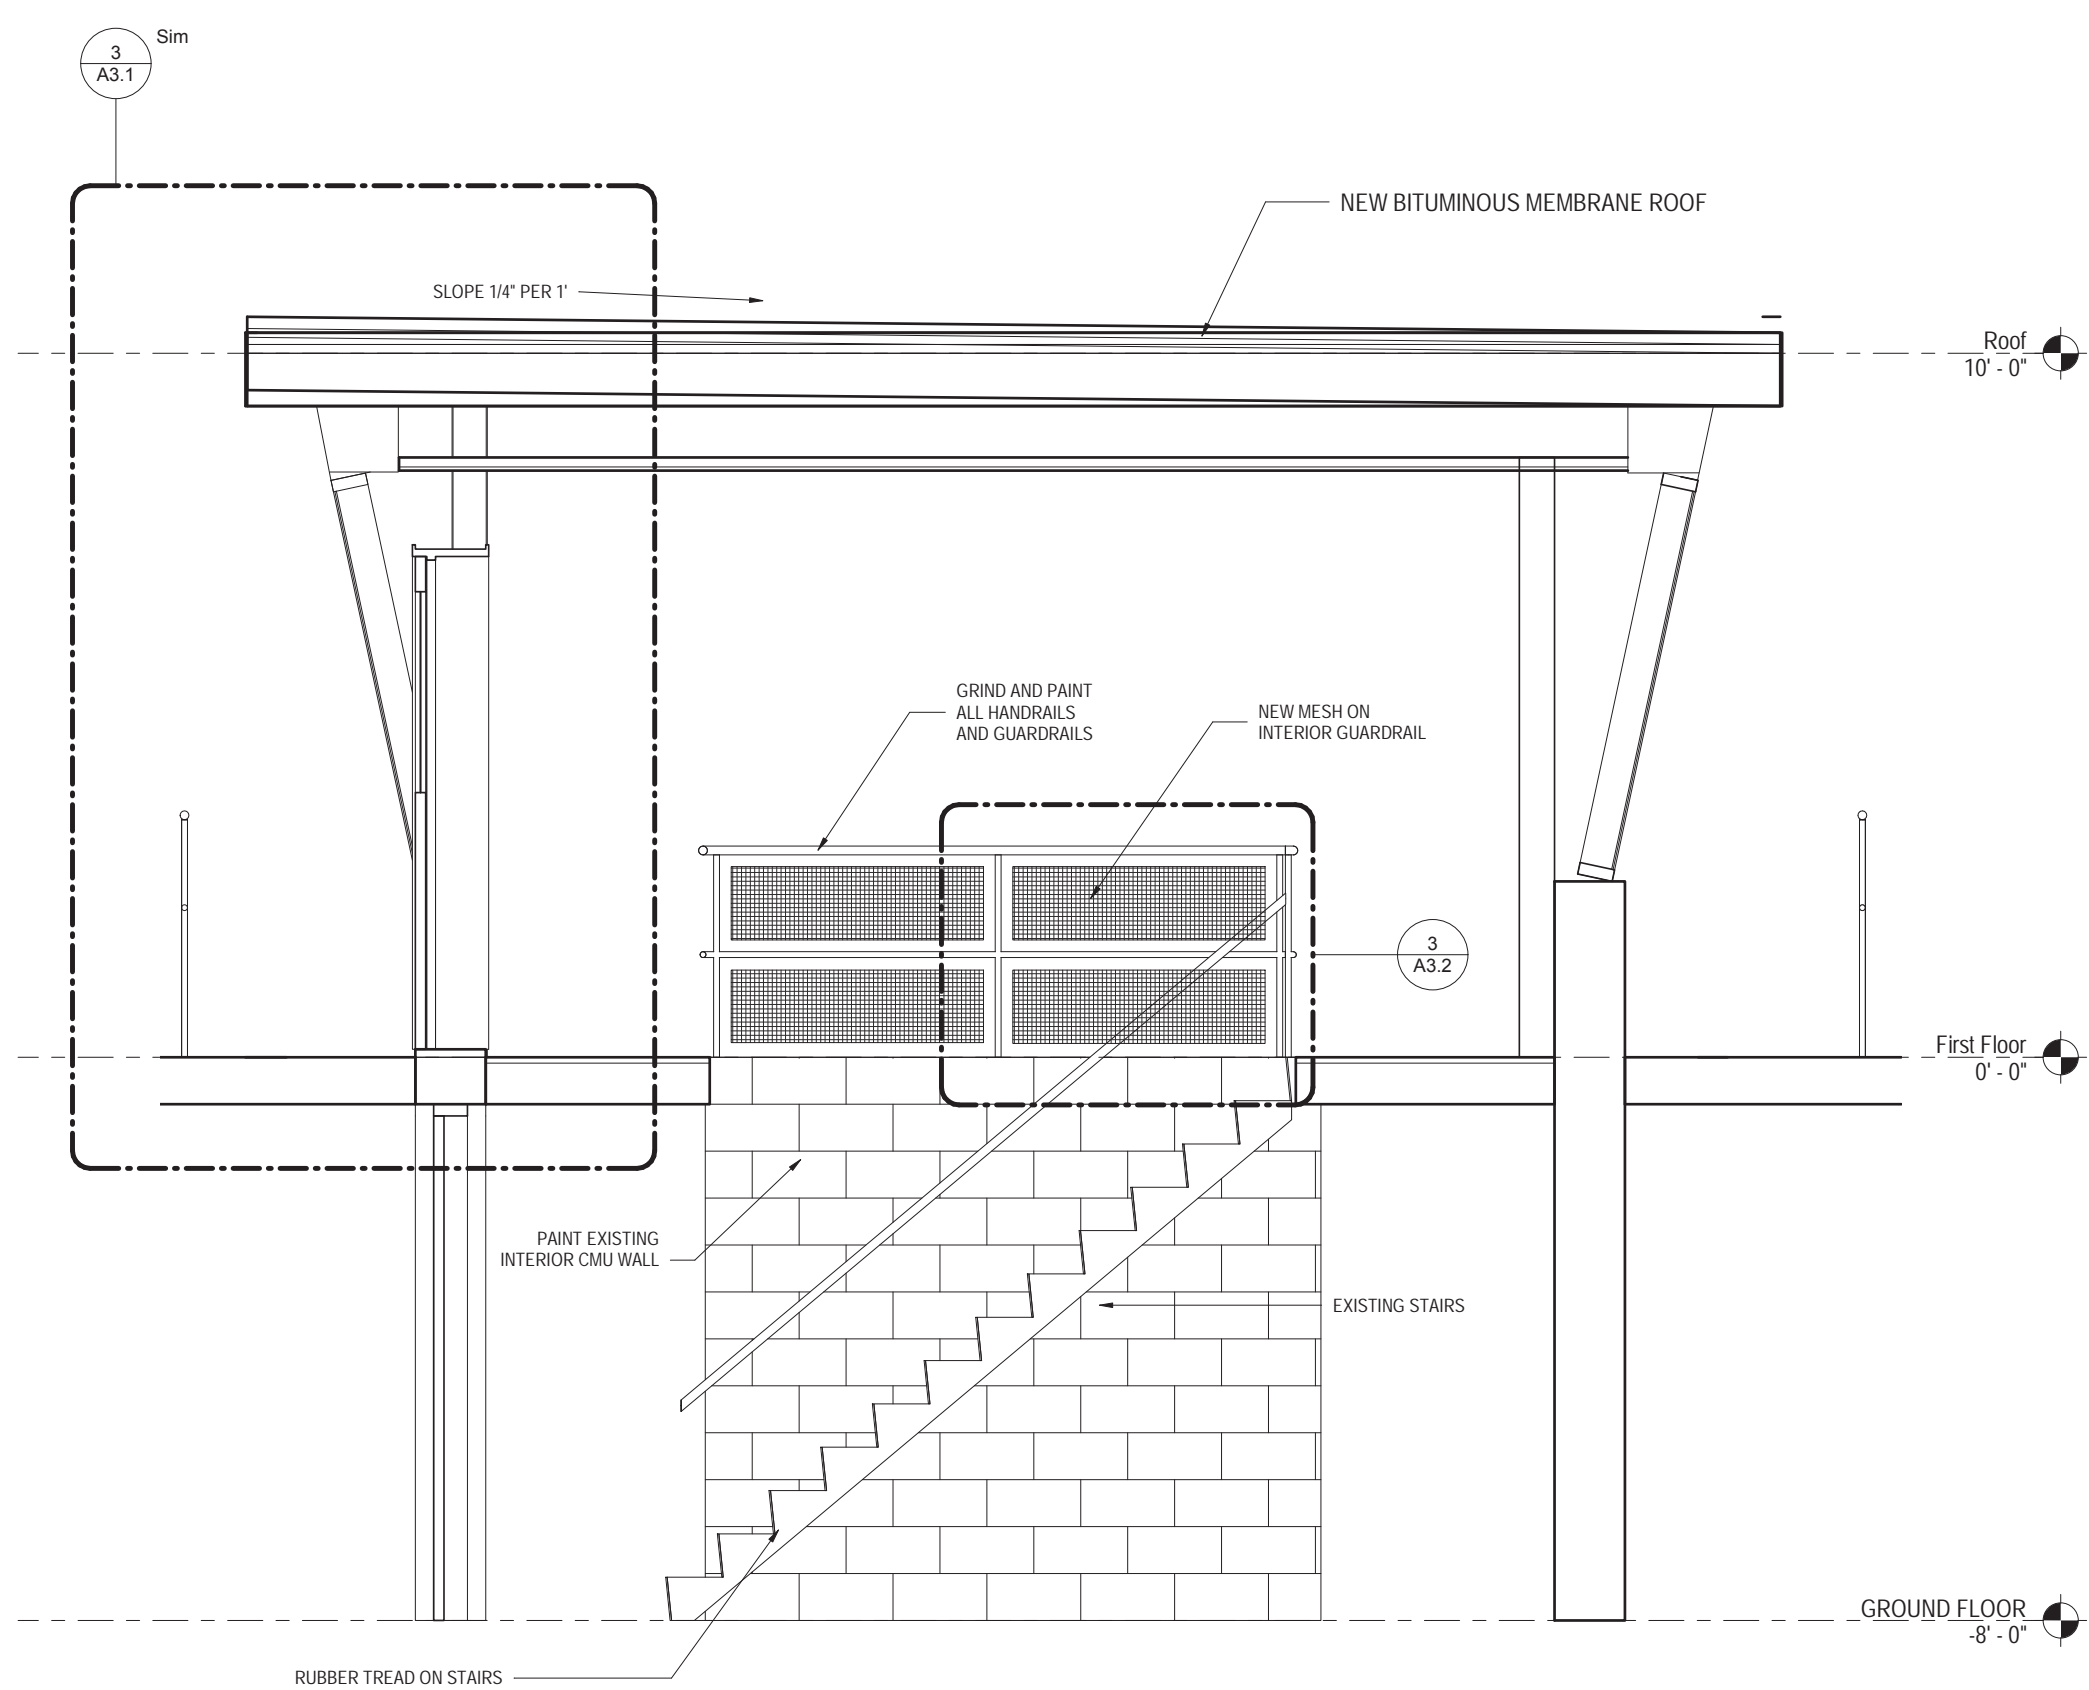 Sim
3
A3.1
NEW BITUMINOUS MEMBRANE ROOF
SLOPE 1/4" PER 1'
Roof
10' - 0"
GRIND AND PAINT
ALL HANDRAILS
AND GUARDRAILS
NEW MESH ON
INTERIOR GUARDRAIL
3
A3.2
First Floor
0' - 0"
PAINT EXISTING
INTERIOR CMU WALL
EXISTING STAIRS
GROUND FLOOR
-8' - 0"
RUBBER TREAD ON STAIRS